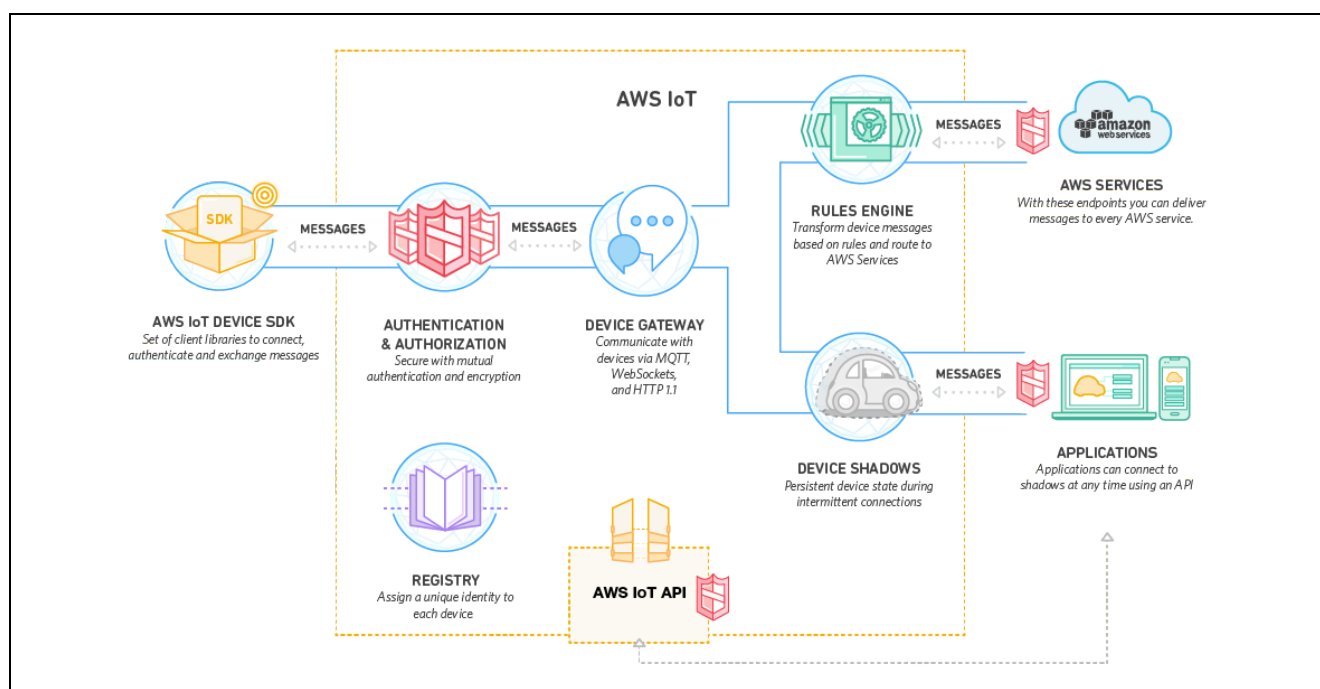 AWS IoT
SDK
MESSAGES
MESSAGES
MESSAGES
amazon
webservices
AWS SERVICES
With these endpoints you can deliver
messages to every AWS service.
RULES ENGINE
Transform device messages
based on rules and route to
AWS Services
AWS IoT DEVICE SDK
Set of client libraries to connect,
authenticate and exchange messages
AUTHENTICATION
& AUTHORIZATION
Secure with mutual
authentication and encryption
DEVICE GATEWAY
Communicate with
devices via MQTT,
WebSockets,
and HTTP 1.1
MESSAGES
DEVICE SHADOWS
Persistent device state during
intermittent connections
APPLICATIONS
Applications can connect to
shadows at any time using an API
REGISTRY
Assign a unique identity to
each device
AWS IoT API